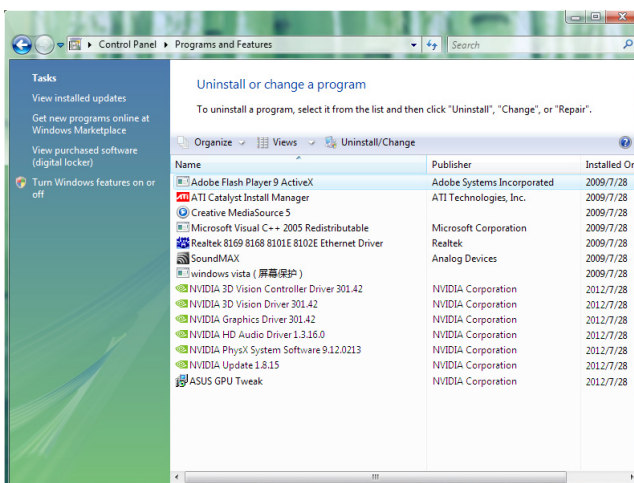 Control Panel ▸ Programs and Features
Search
Tasks
View installed updates
Get new programs online at
Windows Marketplace
View purchased software
(digital locker)
Turn Windows features on or
off
Uninstall or change a program
To uninstall a program, select it from the list and then click "Uninstall", "Change", or "Repair".
Organize Views Uninstall/Change
Name Publisher Installed On
Adobe Flash Player 9 ActiveX Adobe Systems Incorporated 2009/7/28
ATI Catalyst Install Manager ATI Technologies, Inc. 2009/7/28
Creative MediaSource 5 2009/7/28
Microsoft Visual C++ 2005 Redistributable Microsoft Corporation 2009/7/28
Realtek 8169 8168 8101E 8102E Ethernet Driver Realtek 2009/7/28
SoundMAX Analog Devices 2009/7/28
windows vista ( 屏幕保护 ) 2009/7/28
NVIDIA 3D Vision Controller Driver 301.42 NVIDIA Corporation 2012/7/28
NVIDIA 3D Vision Driver 301.42 NVIDIA Corporation 2012/7/28
NVIDIA Graphics Driver 301.42 NVIDIA Corporation 2012/7/28
NVIDIA HD Audio Driver 1.3.16.0 NVIDIA Corporation 2012/7/28
NVIDIA PhysX System Software 9.12.0213 NVIDIA Corporation 2012/7/28
NVIDIA Update 1.8.15 NVIDIA Corporation 2012/7/28
ASUS GPU Tweak NVIDIA Corporation 2012/7/28